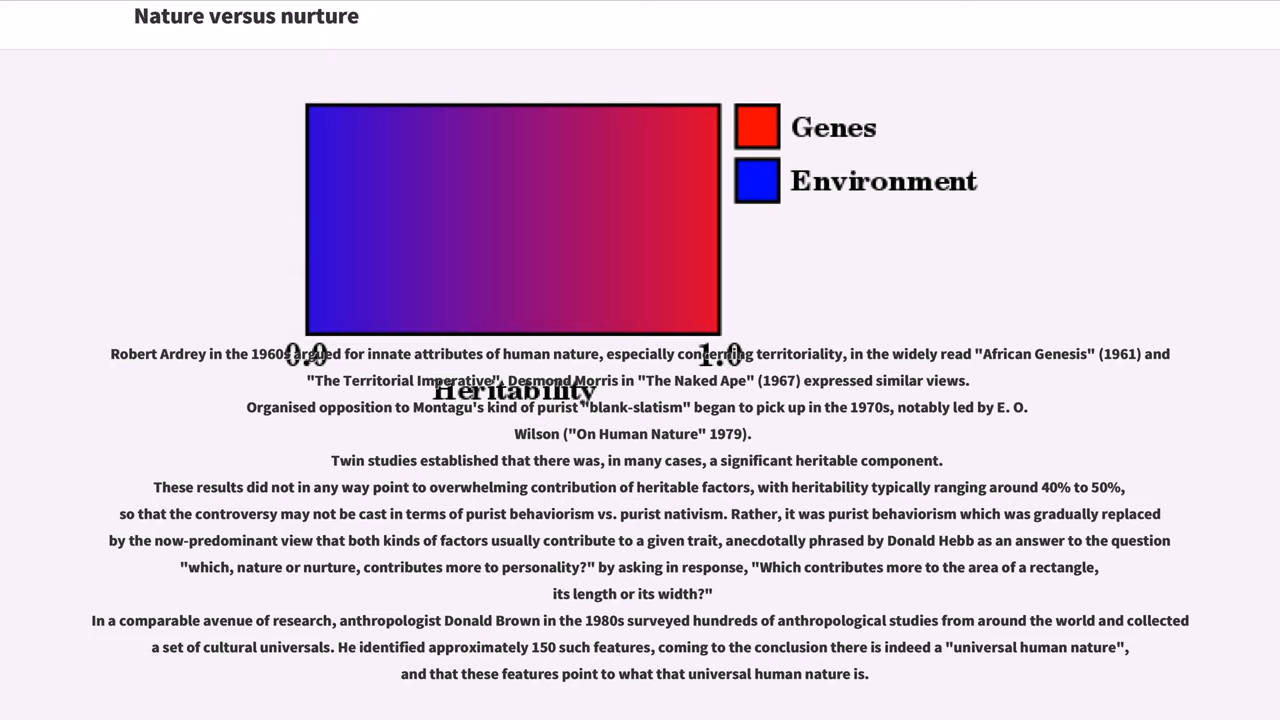 Nature versus nurture
Genes
Environment
0.0
1.0
Heritability
Robert Ardrey in the 1960s argued for innate attributes of human nature, especially concerning territoriality, in the widely read "African Genesis" (1961) and
"The Territorial Imperative". Desmond Morris in "The Naked Ape" (1967) expressed similar views.
Organised opposition to Montagu's kind of purist "blank-slatism" began to pick up in the 1970s, notably led by E. O.
Wilson ("On Human Nature" 1979).
Twin studies established that there was, in many cases, a significant heritable component.
These results did not in any way point to overwhelming contribution of heritable factors, with heritability typically ranging around 40% to 50%,
so that the controversy may not be cast in terms of purist behaviorism vs. purist nativism. Rather, it was purist behaviorism which was gradually replaced
by the now-predominant view that both kinds of factors usually contribute to a given trait, anecdotally phrased by Donald Hebb as an answer to the question
"which, nature or nurture, contributes more to personality?" by asking in response, "Which contributes more to the area of a rectangle,
its length or its width?"
In a comparable avenue of research, anthropologist Donald Brown in the 1980s surveyed hundreds of anthropological studies from around the world and collected
a set of cultural universals. He identified approximately 150 such features, coming to the conclusion there is indeed a "universal human nature",
and that these features point to what that universal human nature is.